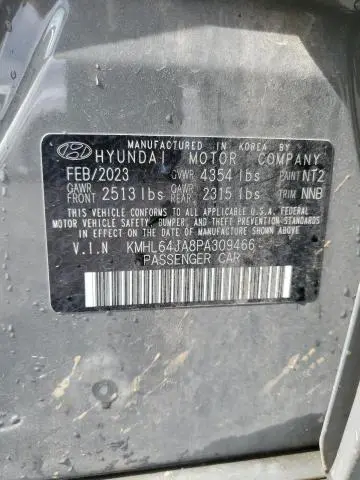 MANUFACTURED IN KOREA BY
HYUNDAI MOTOR COMPANY
FEB/2023 GVWR 4354 lbs PAINT NT2
GAWR FRONT 2513 lbs GAWR REAR 2315 lbs TRIM NNB
THIS VEHICLE CONFORMS TO ALL APPLICABLE U.S.A. FEDERAL
MOTOR VEHICLE SAFETY, BUMPER, AND THEFT PREVENTION STANDARDS
IN EFFECT ON THE DATE OF MANUFACTURE SHOWN ABOVE.
V.I.N KMHL64JA8PA309466
PASSENGER CAR